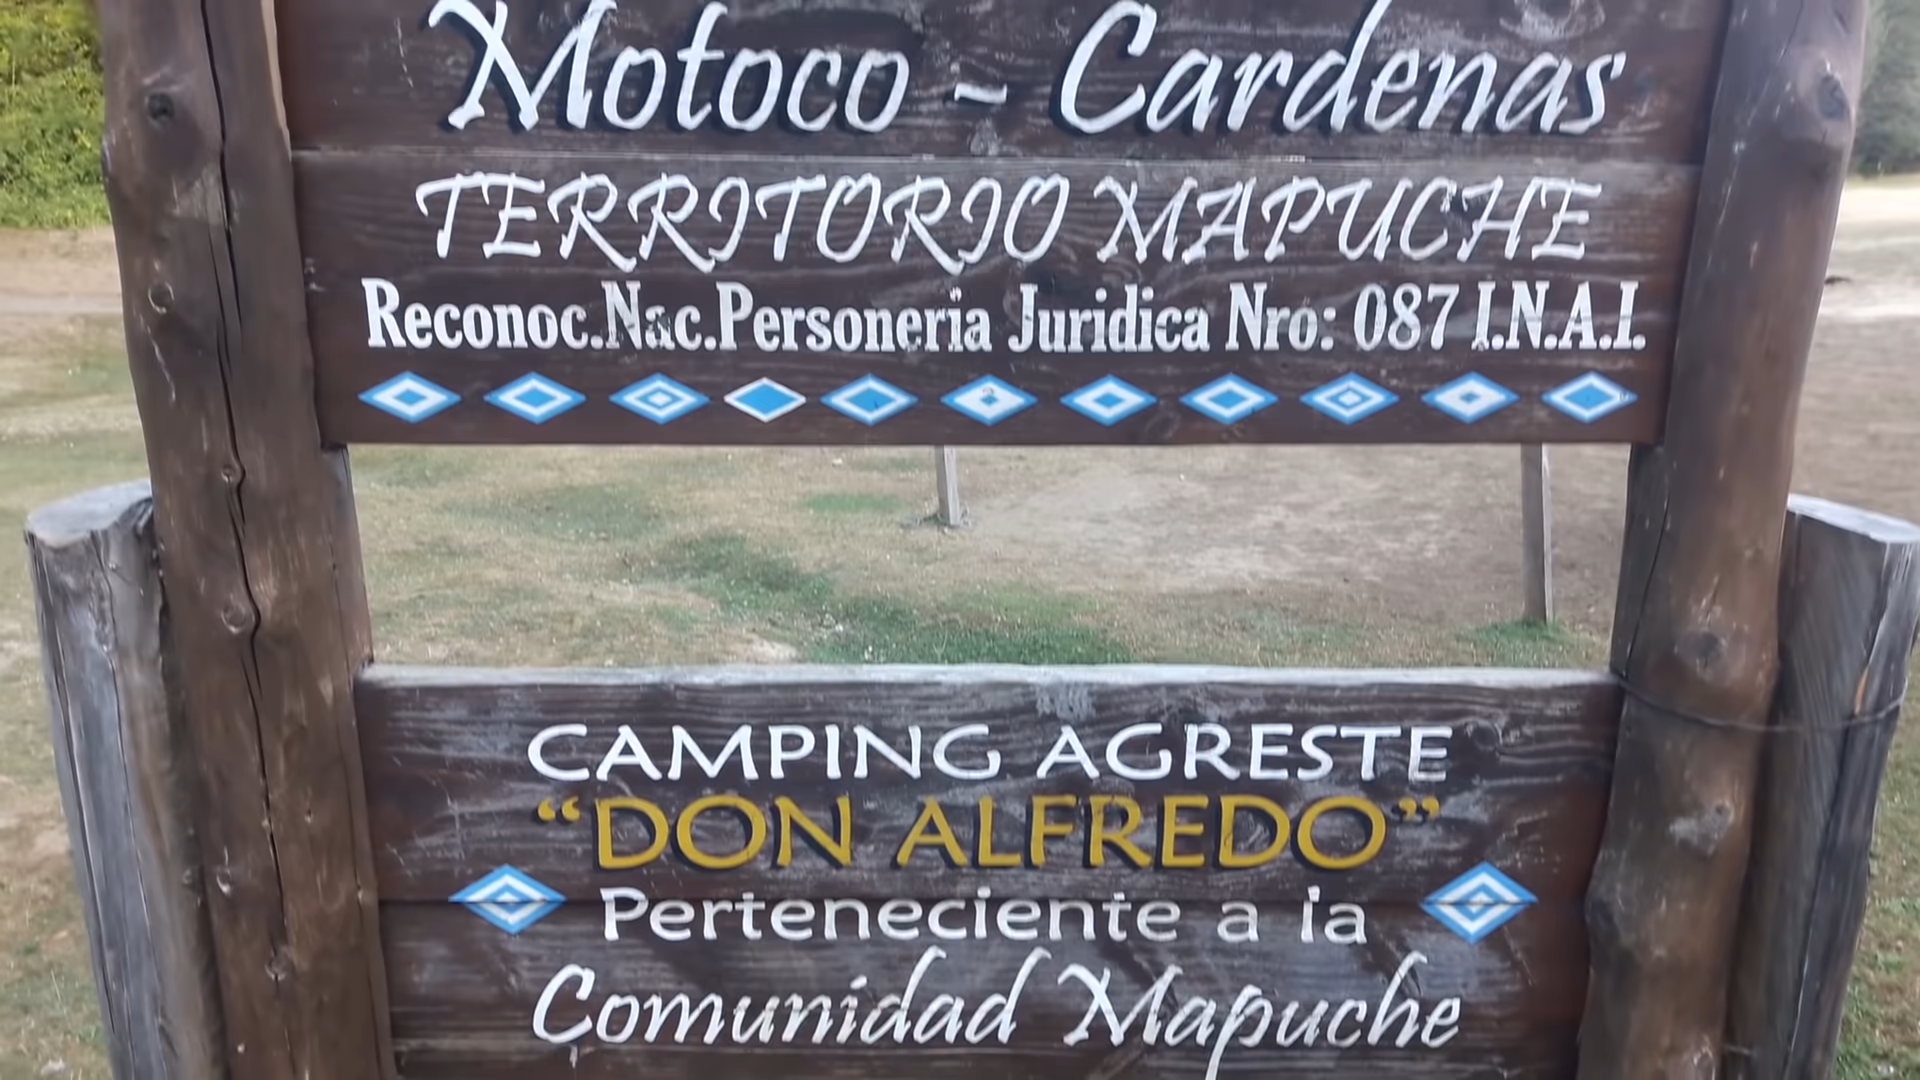 Motoco - Cardenas
TERRITORIO MAPUCHE
Reconoc.Nac.Personeria Juridica Nro: 087 I.N.A.I.
CAMPING AGRESTE
“DON ALFREDO”
Perteneciente a la
Comunidad Mapuche